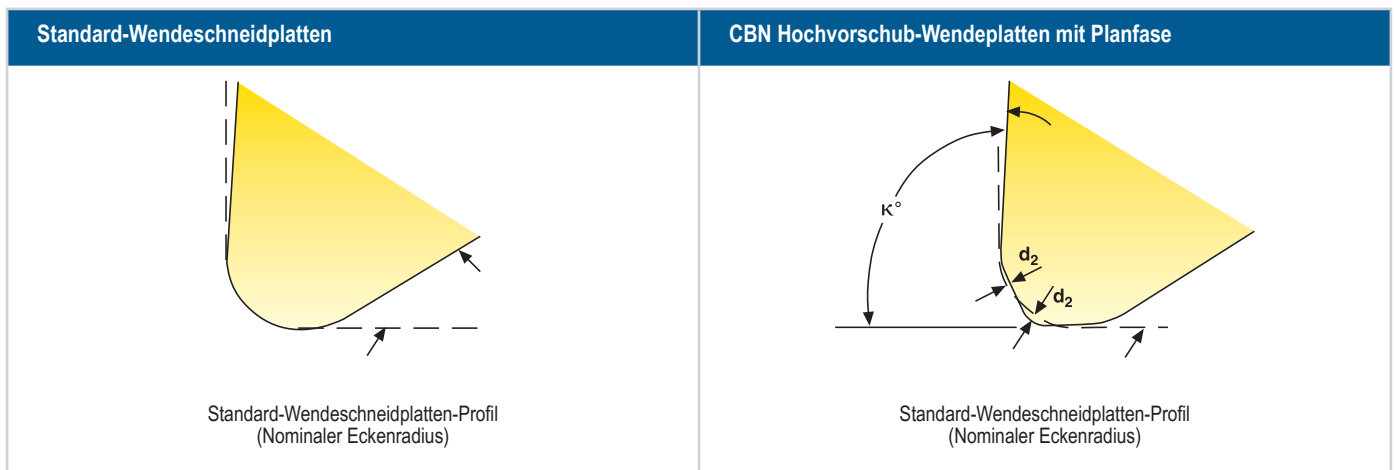 Standard-Wendeschneidplatten
CBN Hochvorschub-Wendeplatten mit Planfase
κ°
d₂
d₂
Standard-Wendeschneidplatten-Profil
(Nominaler Eckenradius)
Standard-Wendeschneidplatten-Profil
(Nominaler Eckenradius)